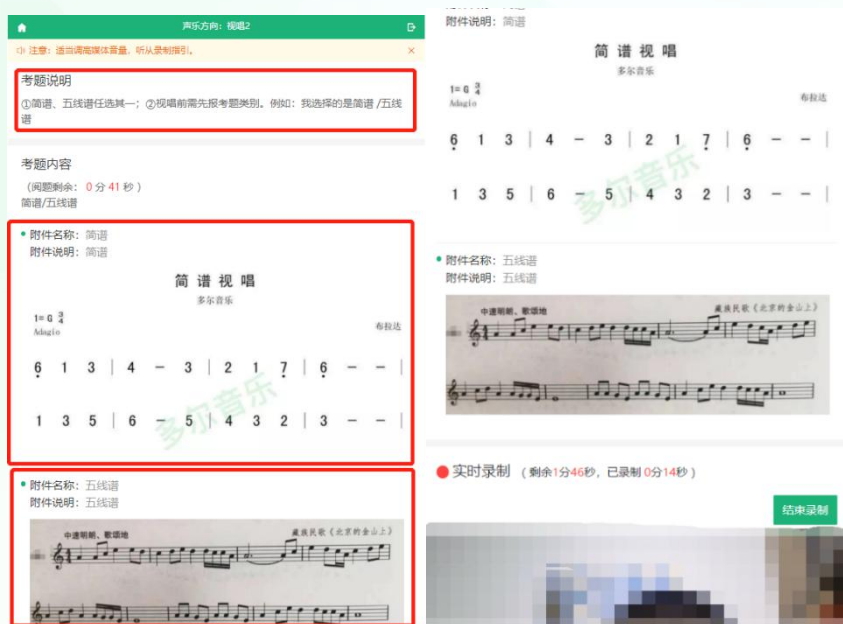 声乐方向：视唱2
注意：适当调高媒体音量，听从录制指引。
考题说明
①简谱、五线谱任选其一；②视唱前需先报考题类别。例如：我选择的是简谱 /五线
谱
考题内容
（阅题剩余： 0 分 41 秒 ）
简谱/五线谱
附件名称：简谱
附件说明：简谱
简 谱 视 唱
多尔音乐
1= G 3/4
Adagio
布拉达
6 1 3 | 4 － 3 | 2 1 7 | 6 － － |
1 3 5 | 6 － 5 | 4 3 2 | 3 － － |
多尔音乐
附件名称：五线谱
附件说明：五线谱
中速明朗、歌颂地
藏族民歌《北京的金山上》
附件说明：简谱
简 谱 视 唱
多尔音乐
1= G 3/4
Adagio
布拉达
6 1 3 | 4 － 3 | 2 1 7 | 6 － － |
1 3 5 | 6 － 5 | 4 3 2 | 3 － － |
多尔音乐
附件名称：五线谱
附件说明：五线谱
中速明朗、歌颂地
藏族民歌《北京的金山上》
实时录制 （ 剩余1分46秒，已录制 0分14秒 ）
结束录制